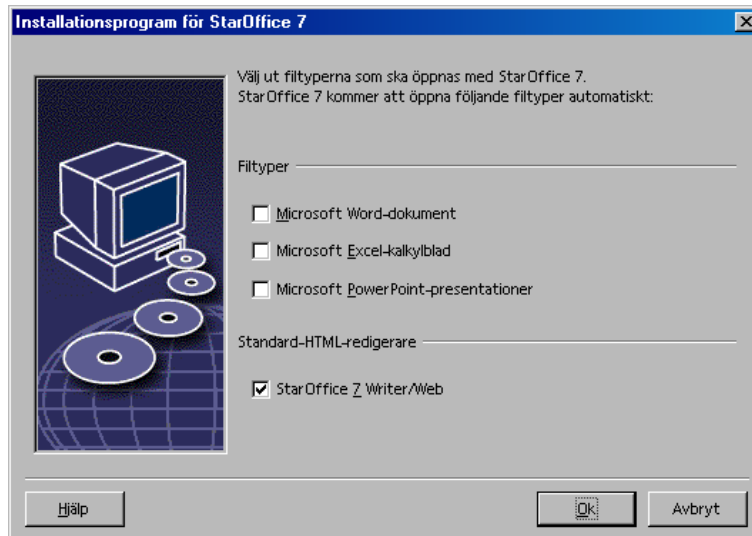 Installationsprogram för StarOffice 7
Välj ut filtyperna som ska öppnas med StarOffice 7.
StarOffice 7 kommer att öppna följande filtyper automatiskt:
Filtyper
Microsoft Word-dokument
Microsoft Excel-kalkylblad
Microsoft PowerPoint-presentationer
Standard-HTML-redigerare
StarOffice 7 Writer/Web
Hjälp
Ok
Avbryt